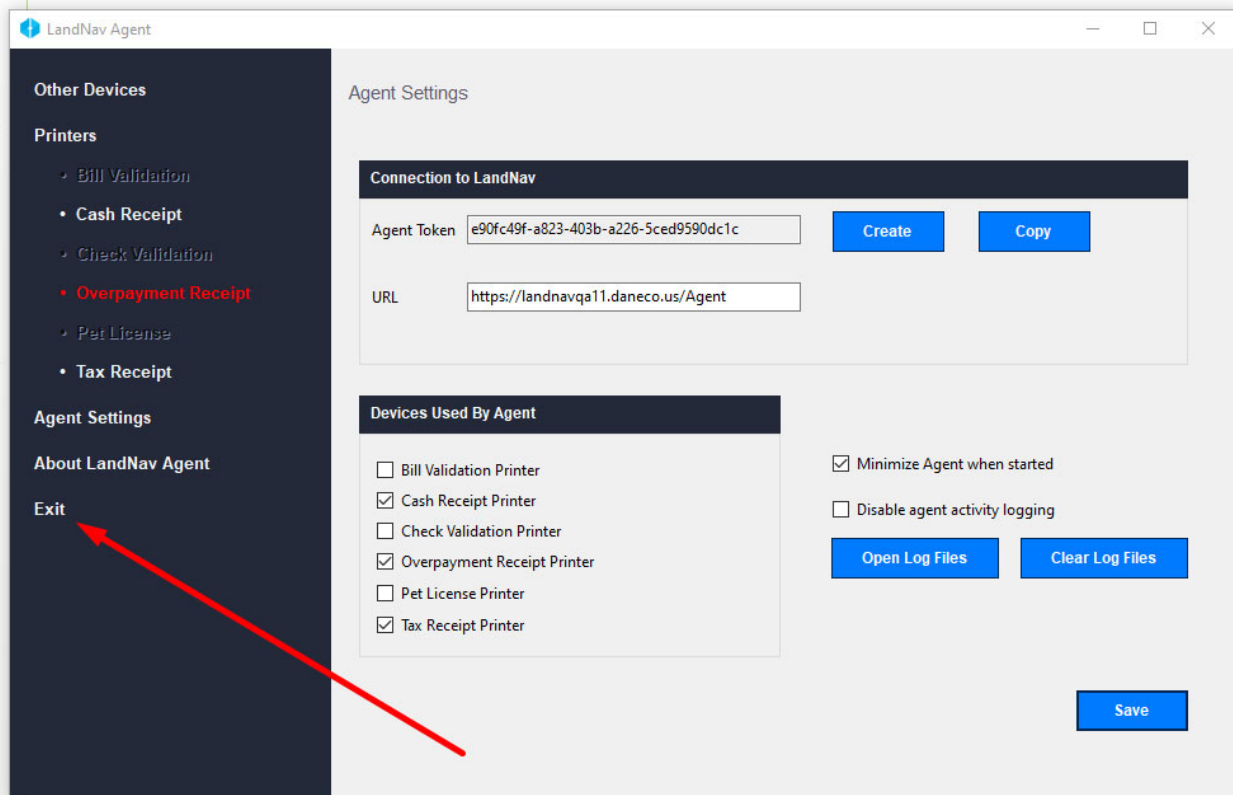 LandNav Agent
Other Devices
Printers
• Bill Validation
• Cash Receipt
• Check Validation
• Overpayment Receipt
• Pet License
• Tax Receipt
Agent Settings
About LandNav Agent
Exit
Agent Settings
Connection to LandNav
Agent Token e90fc49f-a823-403b-a226-5ced9590dc1c Create Copy
URL https://landnavqa11.daneco.us/Agent
Devices Used By Agent
Bill Validation Printer
Cash Receipt Printer
Check Validation Printer
Overpayment Receipt Printer
Pet License Printer
Tax Receipt Printer
Minimize Agent when started
Disable agent activity logging
Open Log Files Clear Log Files
Save